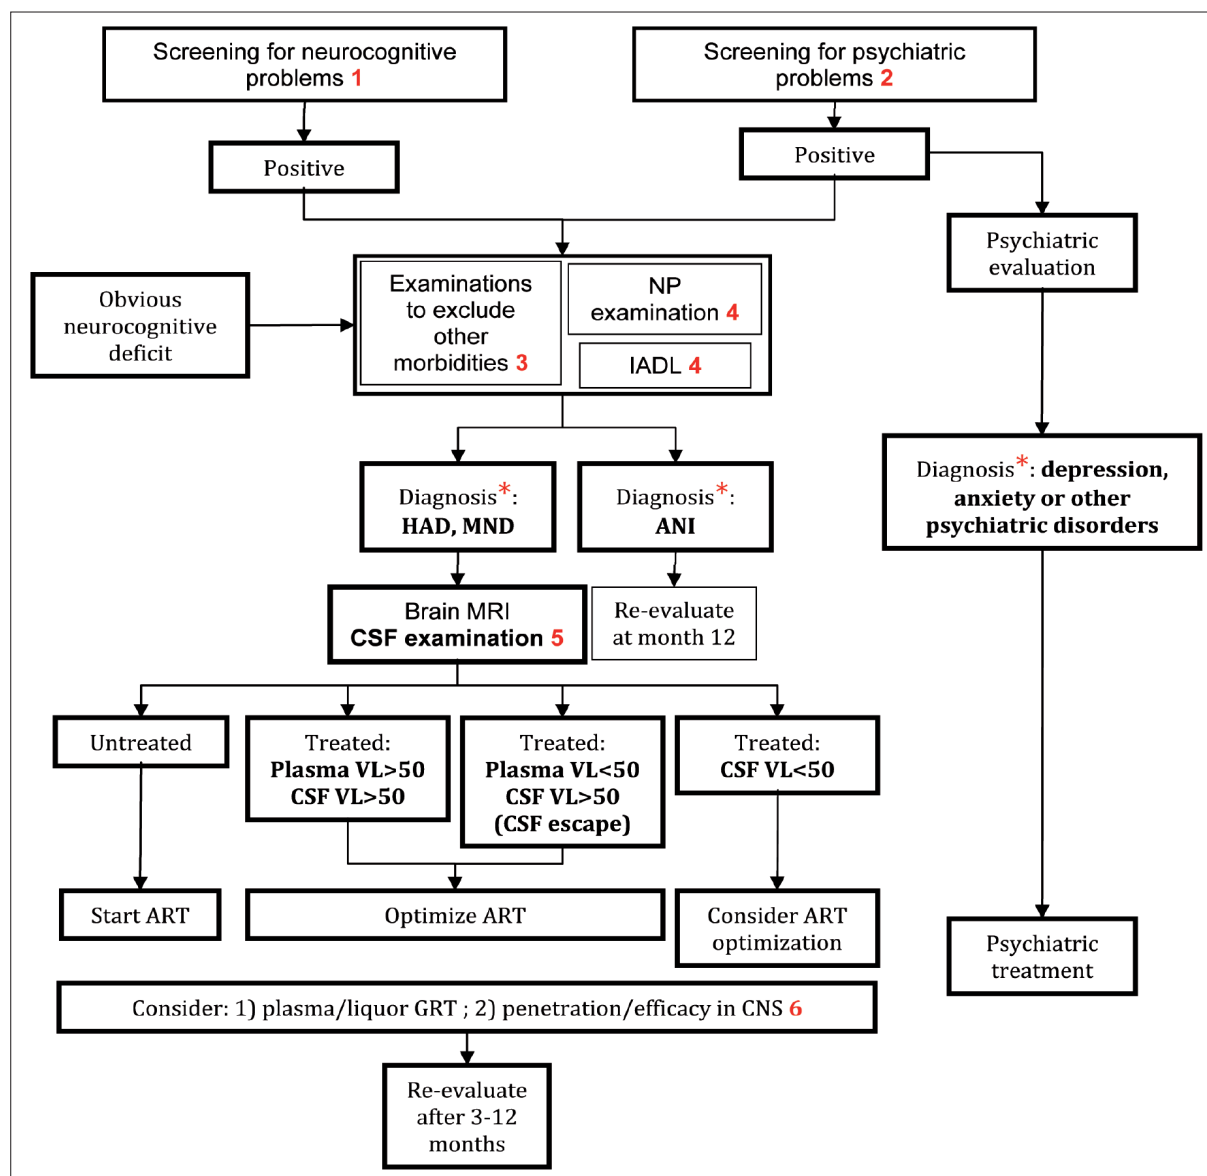 Screening for neurocognitive
problems 1
Screening for psychiatric
problems 2
Positive
Positive
Psychiatric
evaluation
Obvious
neurocognitive
deficit
Examinations
to exclude
other
morbidities 3
NP
examination 4
IADL 4
Diagnosis*:
HAD, MND
Diagnosis*:
ANI
Diagnosis*: depression,
anxiety or other
psychiatric disorders
Brain MRI
CSF examination 5
Re-evaluate
at month 12
Untreated
Treated:
Plasma VL>50
CSF VL>50
Treated:
Plasma VL<50
CSF VL>50
(CSF escape)
Treated:
CSF VL<50
Start ART
Optimize ART
Consider ART
optimization
Psychiatric
treatment
Consider: 1) plasma/liquor GRT ; 2) penetration/efficacy in CNS 6
Re-evaluate
after 3-12
months